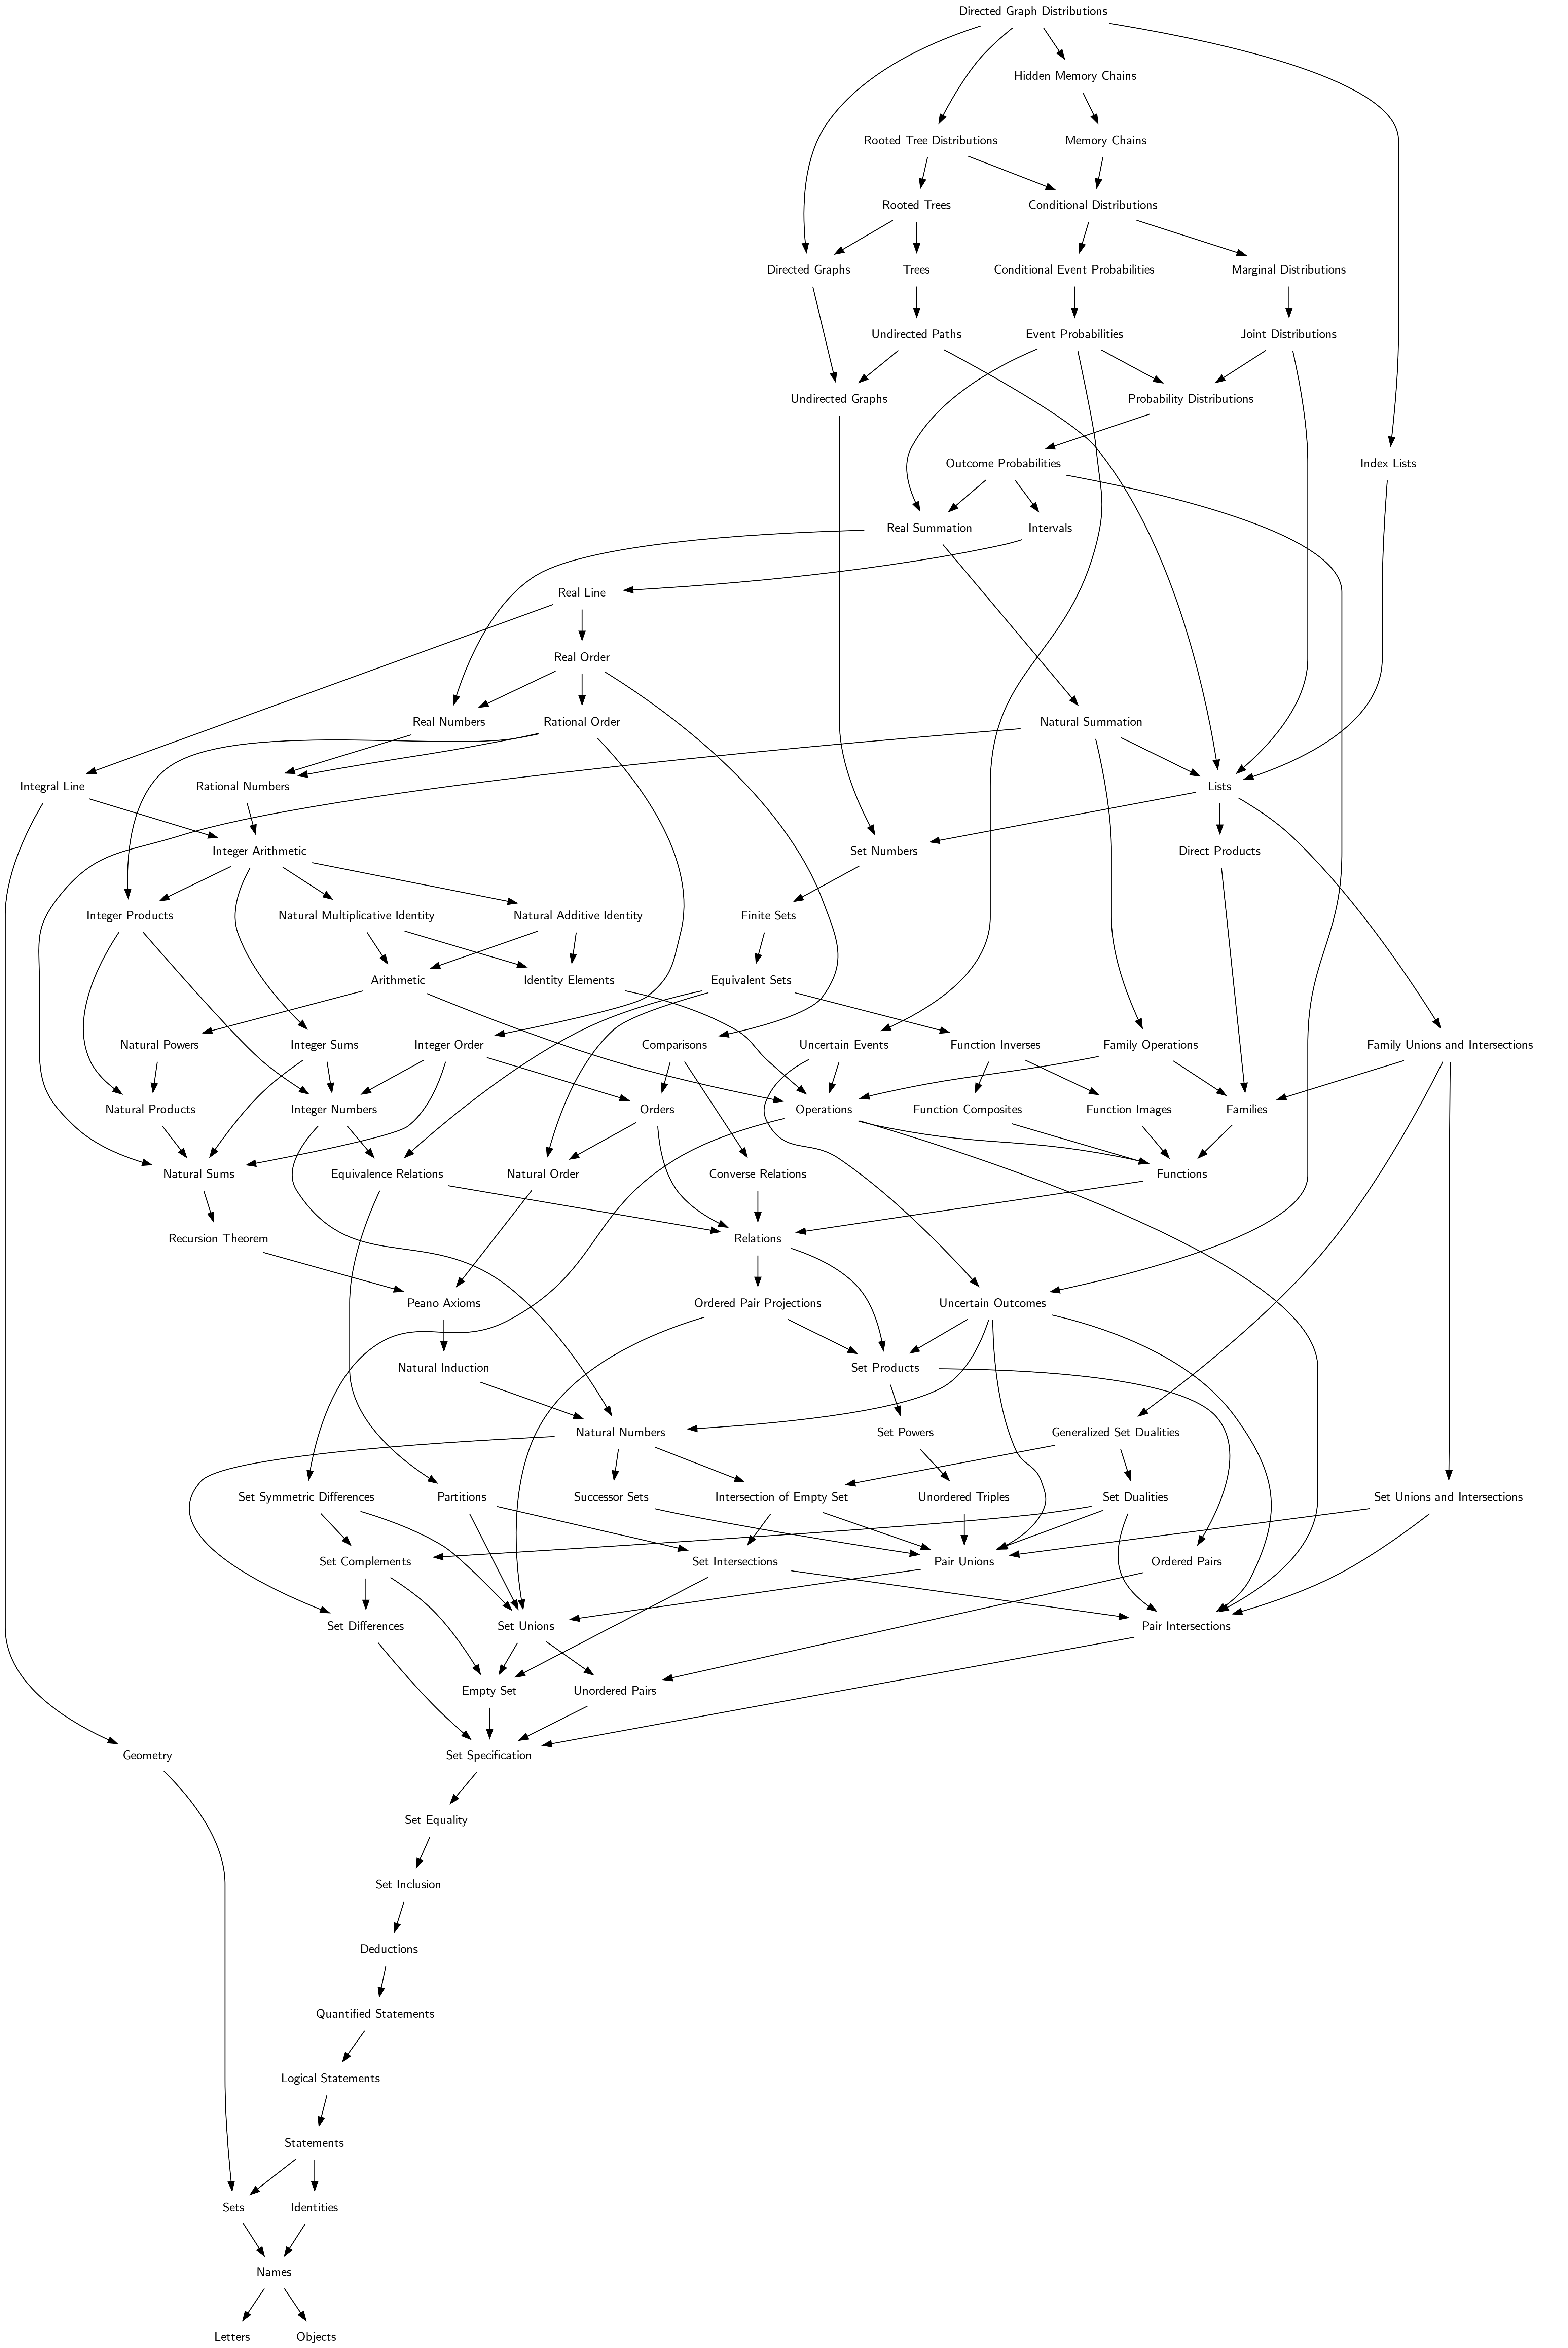 Directed Graph Distributions
Hidden Memory Chains
Rooted Tree Distributions
Memory Chains
Rooted Trees
Conditional Distributions
Directed Graphs
Trees
Conditional Event Probabilities
Marginal Distributions
Undirected Paths
Event Probabilities
Joint Distributions
Undirected Graphs
Probability Distributions
Outcome Probabilities
Index Lists
Real Summation
Intervals
Real Line
Real Order
Real Numbers
Rational Order
Natural Summation
Integral Line
Rational Numbers
Lists
Integer Arithmetic
Set Numbers
Direct Products
Integer Products
Natural Multiplicative Identity
Natural Additive Identity
Finite Sets
Arithmetic
Identity Elements
Equivalent Sets
Natural Powers
Integer Sums
Integer Order
Comparisons
Uncertain Events
Function Inverses
Family Operations
Family Unions and Intersections
Natural Products
Integer Numbers
Orders
Operations
Function Composites
Function Images
Families
Natural Sums
Equivalence Relations
Natural Order
Converse Relations
Functions
Recursion Theorem
Relations
Peano Axioms
Ordered Pair Projections
Uncertain Outcomes
Natural Induction
Set Products
Natural Numbers
Set Powers
Generalized Set Dualities
Set Symmetric Differences
Partitions
Successor Sets
Intersection of Empty Set
Unordered Triples
Set Dualities
Set Unions and Intersections
Set Complements
Set Intersections
Pair Unions
Ordered Pairs
Set Differences
Set Unions
Pair Intersections
Empty Set
Unordered Pairs
Geometry
Set Specification
Set Equality
Set Inclusion
Deductions
Quantified Statements
Logical Statements
Statements
Sets
Identities
Names
Letters
Objects